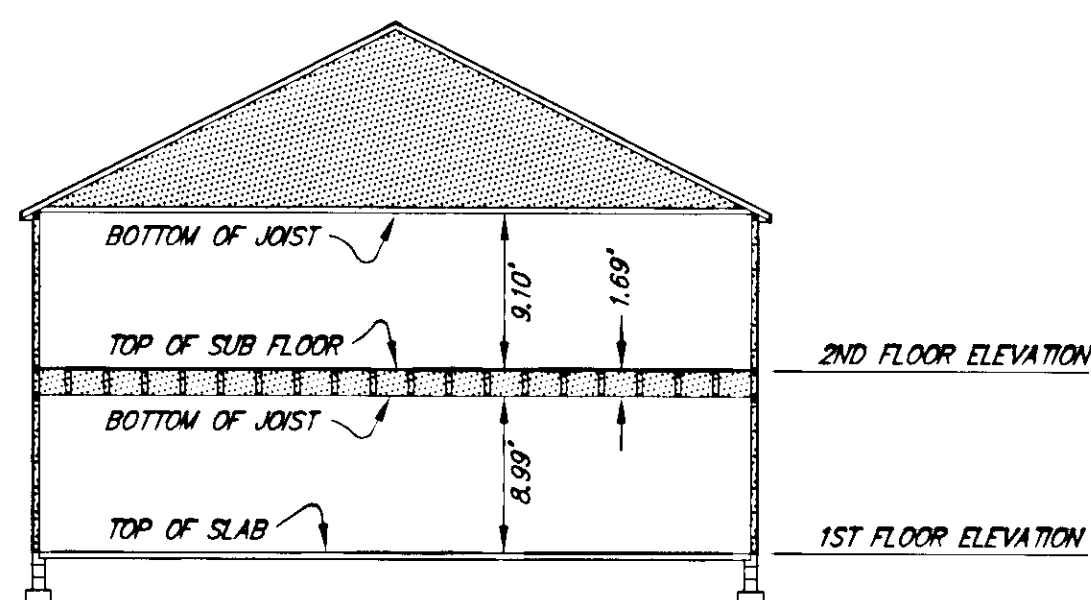 BOTTOM OF JOIST
9.10'
1.69'
TOP OF SUB FLOOR
2ND FLOOR ELEVATION
BOTTOM OF JOIST
8.99'
TOP OF SLAB
1ST FLOOR ELEVATION